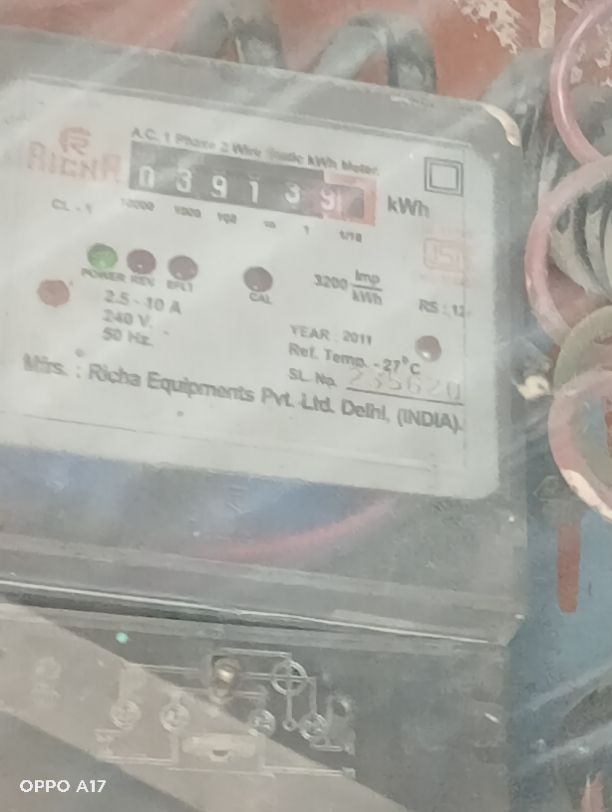 A.C. 1 Phase 2 Wire Static kWh Meter
RICHA
0 3 9 1 3 9
kWh
CL - 1
10000 1000 100 10 1 1/10
POWER REV. EFLT
CAL
3200 Imp/kWh
2.5 - 10 A
240 V.
50 Hz.
RS : 12
YEAR : 2011
Ref. Temp. - 27°C
SL. No.
Mfrs. : Richa Equipments Pvt. Ltd. Delhi, (INDIA).
OPPO A17